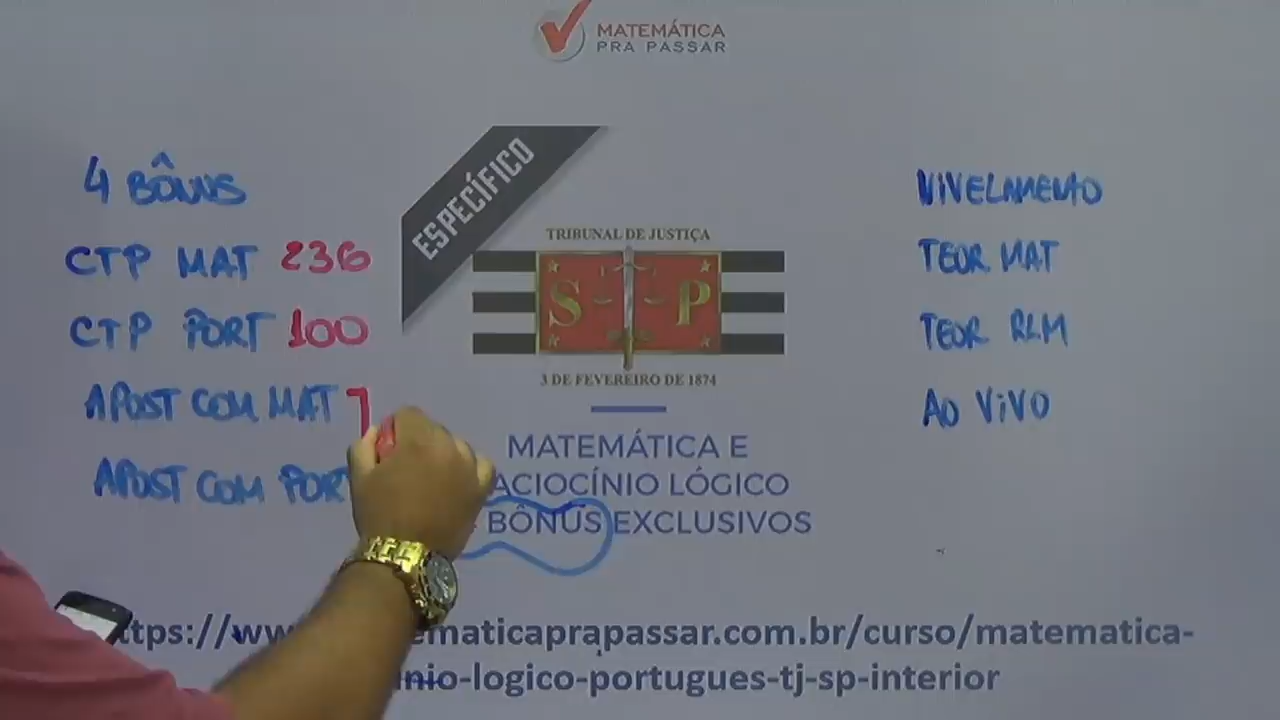 MATEMÁTICA
PRA PASSAR
4 BÔNUS
CTP MAT 236
CTP PORT 100
APOST COM MAT
APOST COM PORT
ESPECÍFICO
TRIBUNAL DE JUSTIÇA
S P
3 DE FEVEREIRO DE 1874
MATEMÁTICA E
ACIOCÍNIO LÓGICO
BÔNUS EXCLUSIVOS
NIVELAMENTO
TEOR MAT
TEOR RLM
AO VIVO
ttps://ww ematicaprapassar.com.br/curso/matematica-
nio-logico-portugues-tj-sp-interior